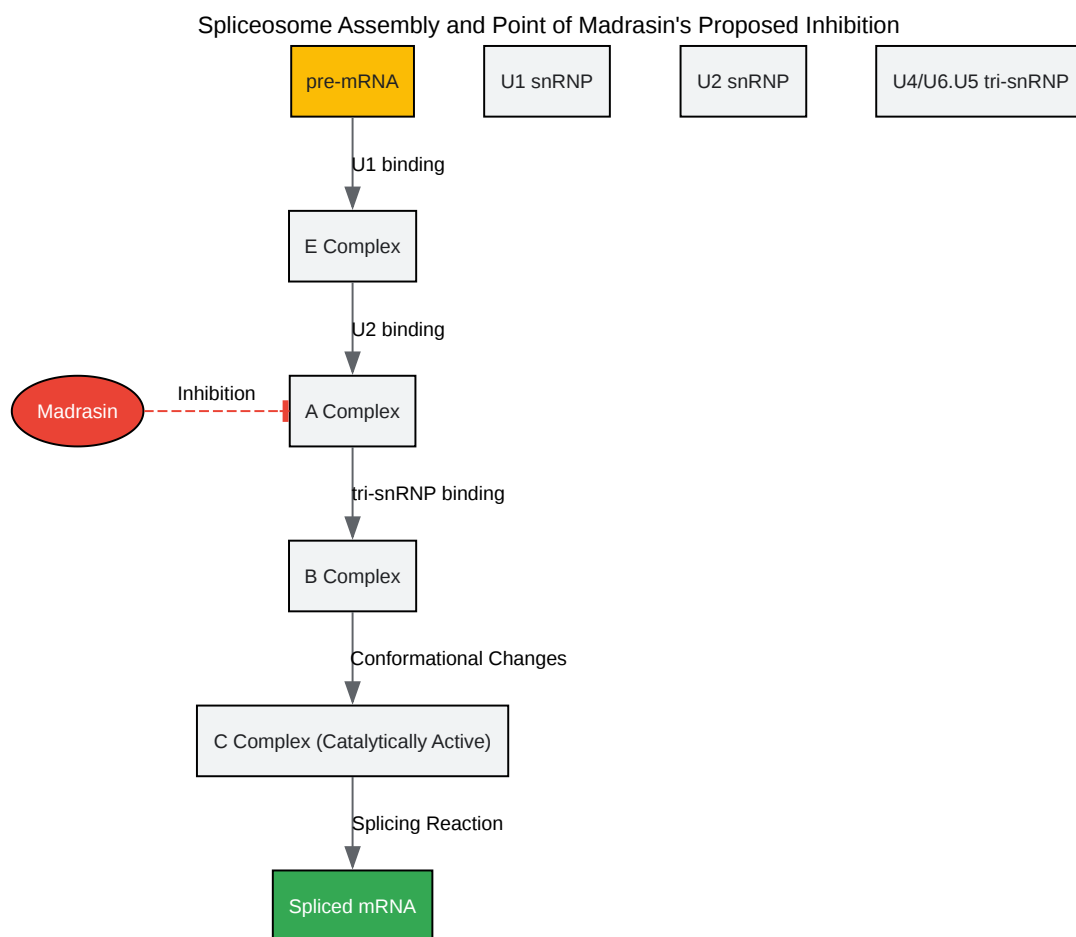 Spliceosome Assembly and Point of Madrasin's Proposed Inhibition
pre-mRNA
U1 snRNP
U2 snRNP
U4/U6.U5 tri-snRNP
U1 binding
E Complex
U2 binding
Madrasin
Inhibition
A Complex
tri-snRNP binding
B Complex
Conformational Changes
C Complex (Catalytically Active)
Splicing Reaction
Spliced mRNA